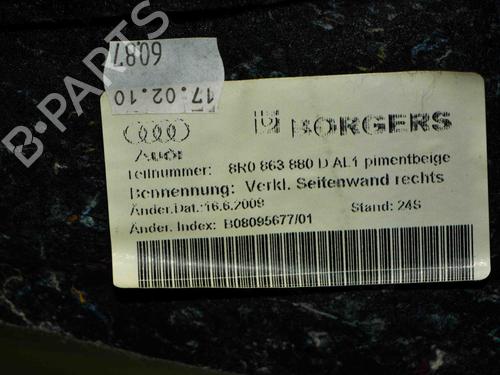 6087
17.02.10
B-PARTS
BORGERS
Audi
Teilnummer: 8R0 863 880 D AL1 pimentbeige
Bennennung: Verkl. Seitenwand rechts
Änder.Dat.:16.6.2009 Stand: 24S
Änder. Index: B08095677/01